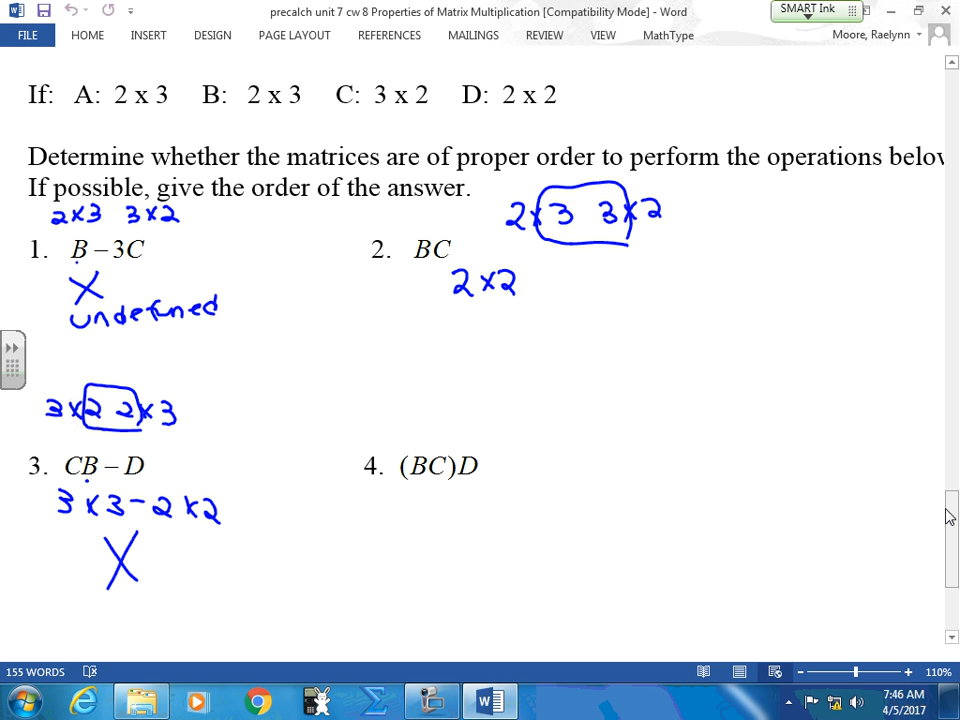 precalch unit 7 cw 8 Properties of Matrix Multiplication [Compatibility Mode] - Word
SMART Ink
FILE HOME INSERT DESIGN PAGE LAYOUT REFERENCES MAILINGS REVIEW VIEW MathType Moore, Raelynn
If: A: 2 x 3 B: 2 x 3 C: 3 x 2 D: 2 x 2
Determine whether the matrices are of proper order to perform the operations below
If possible, give the order of the answer.
2x3 3x2 2x3 3x2
1. B – 3C 2. BC
X 2x2
undefined
3x2 2x3
3. CB – D 4. (BC)D
3x3-2x2
X
155 WORDS 110%
7:46 AM
4/5/2017